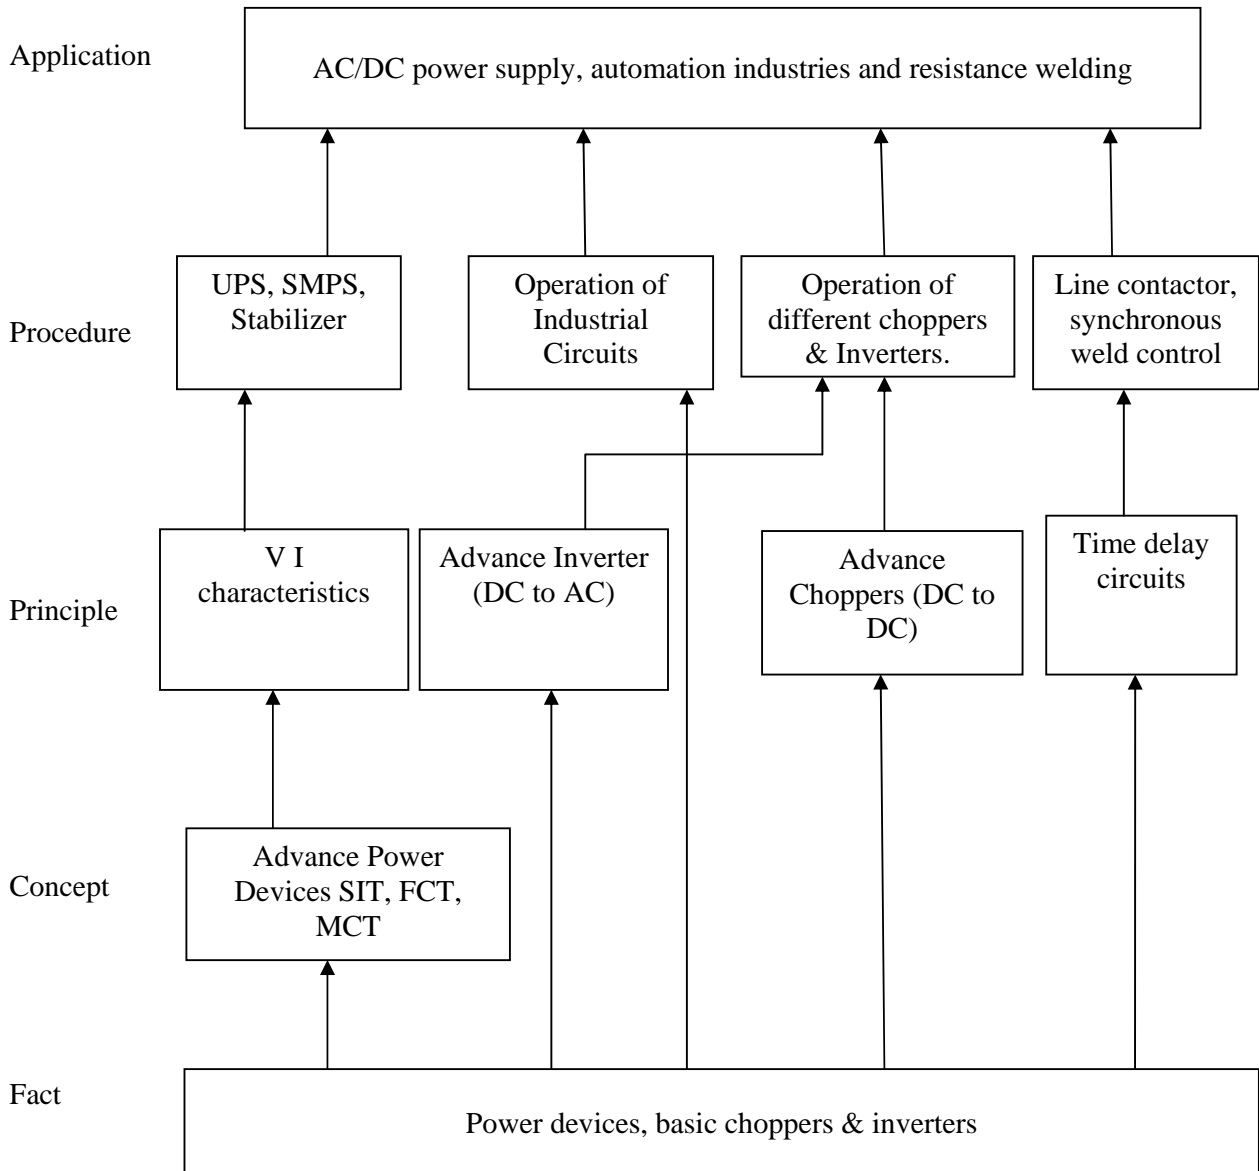 Application
AC/DC power supply, automation industries and resistance welding
Procedure
UPS, SMPS,
Stabilizer
Operation of
Industrial
Circuits
Operation of
different choppers
& Inverters.
Line contactor,
synchronous
weld control
Principle
V I
characteristics
Advance Inverter
(DC to AC)
Advance
Choppers (DC to
DC)
Time delay
circuits
Concept
Advance Power
Devices SIT, FCT,
MCT
Fact
Power devices, basic choppers & inverters